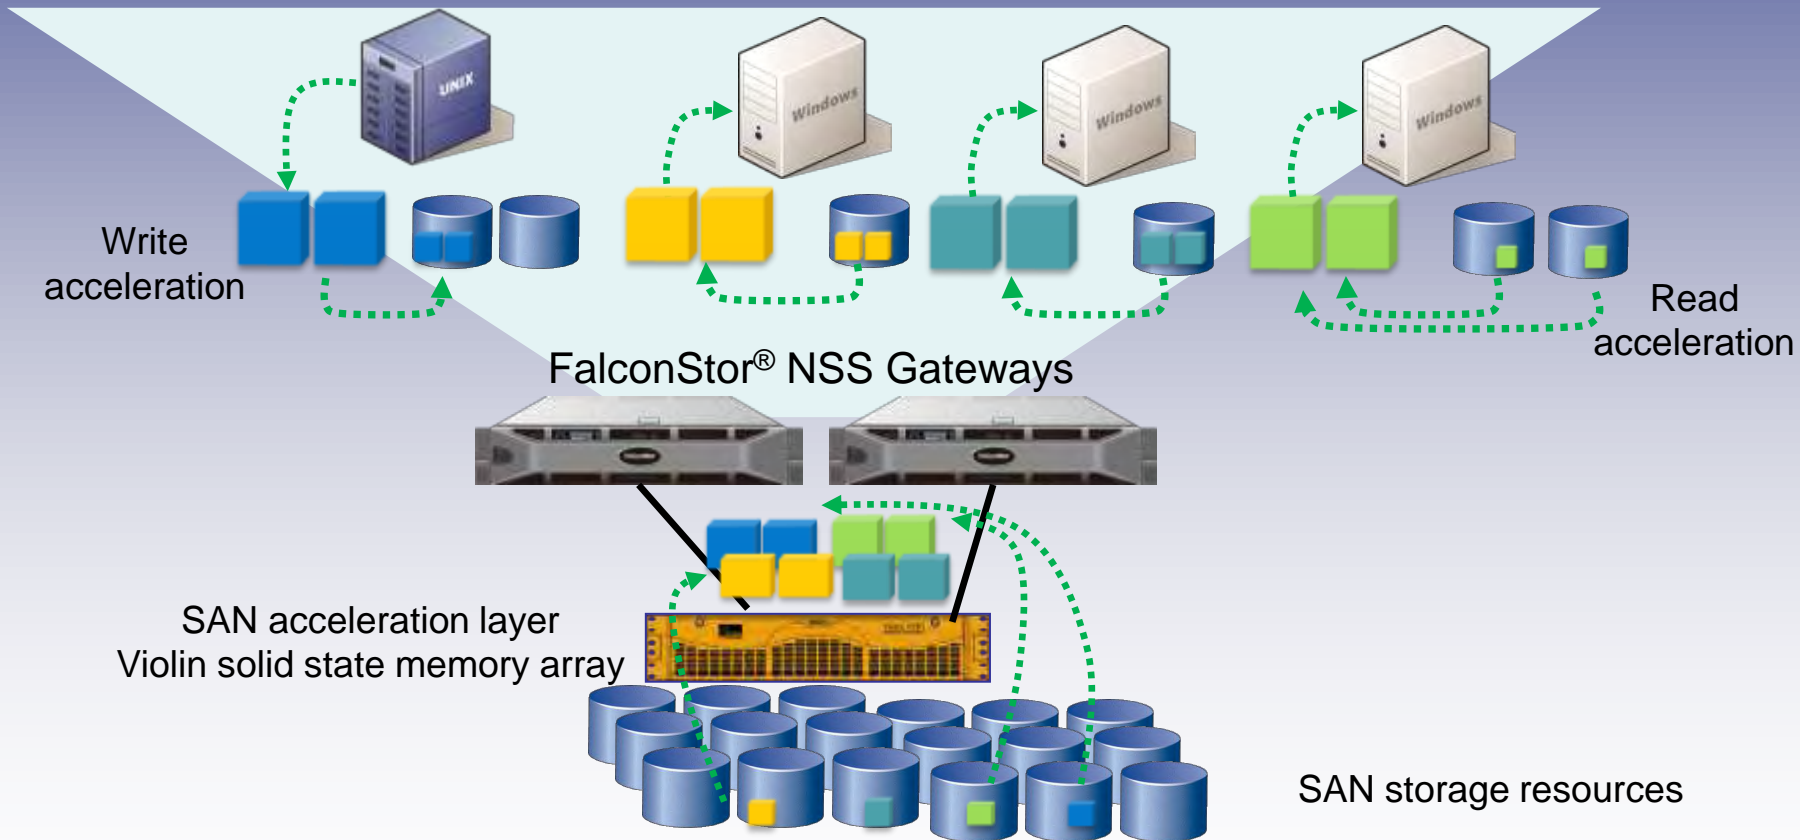 UNIX
Windows
Windows
Windows
Write
acceleration
Read
acceleration
FalconStor® NSS Gateways
SAN acceleration layer
Violin solid state memory array
SAN storage resources